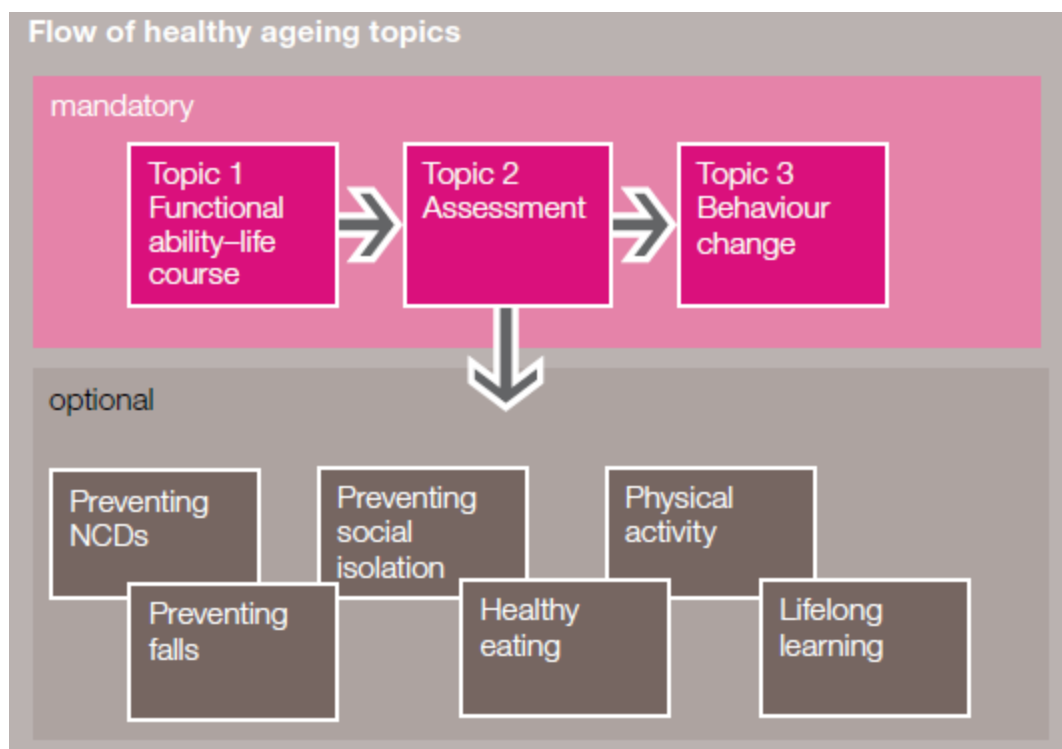 Flow of healthy ageing topics
mandatory
Topic 1
Functional
ability–life
course
Topic 2
Assessment
Topic 3
Behaviour
change
optional
Preventing
NCDs
Preventing
social
isolation
Physical
activity
Preventing
falls
Healthy
eating
Lifelong
learning